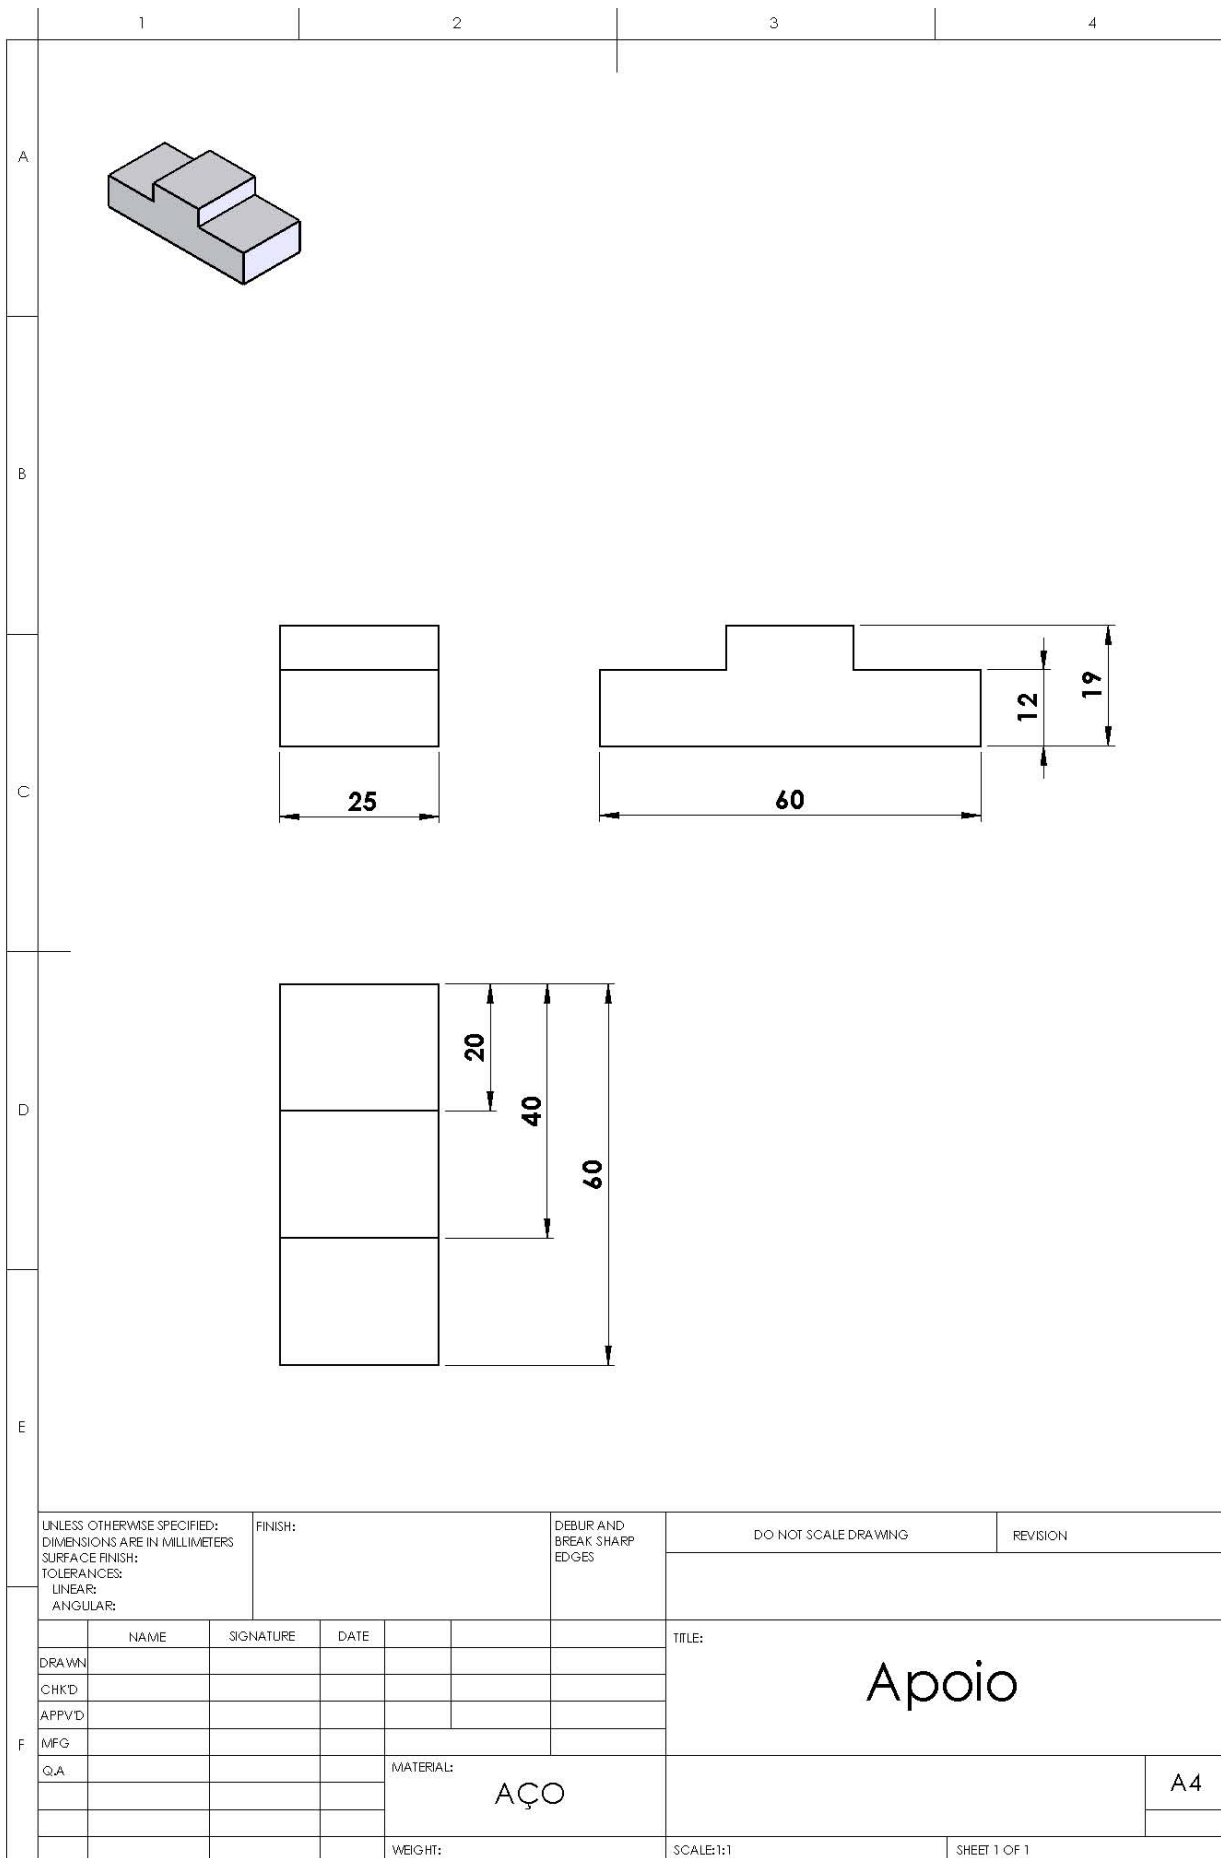 1 2 3 4
A
B
C
D
E
F
12
19
25
60
20
40
60
UNLESS OTHERWISE SPECIFIED:
DIMENSIONS ARE IN MILLIMETERS
SURFACE FINISH:
TOLERANCES:
LINEAR:
ANGULAR:
FINISH:
DEBUR AND
BREAK SHARP
EDGES
DO NOT SCALE DRAWING
REVISION
NAME SIGNATURE DATE
DRAWN
CHK'D
APPV'D
MFG
Q.A
TITLE:
Apoio
MATERIAL:
AÇO
A4
WEIGHT:
SCALE:1:1
SHEET 1 OF 1